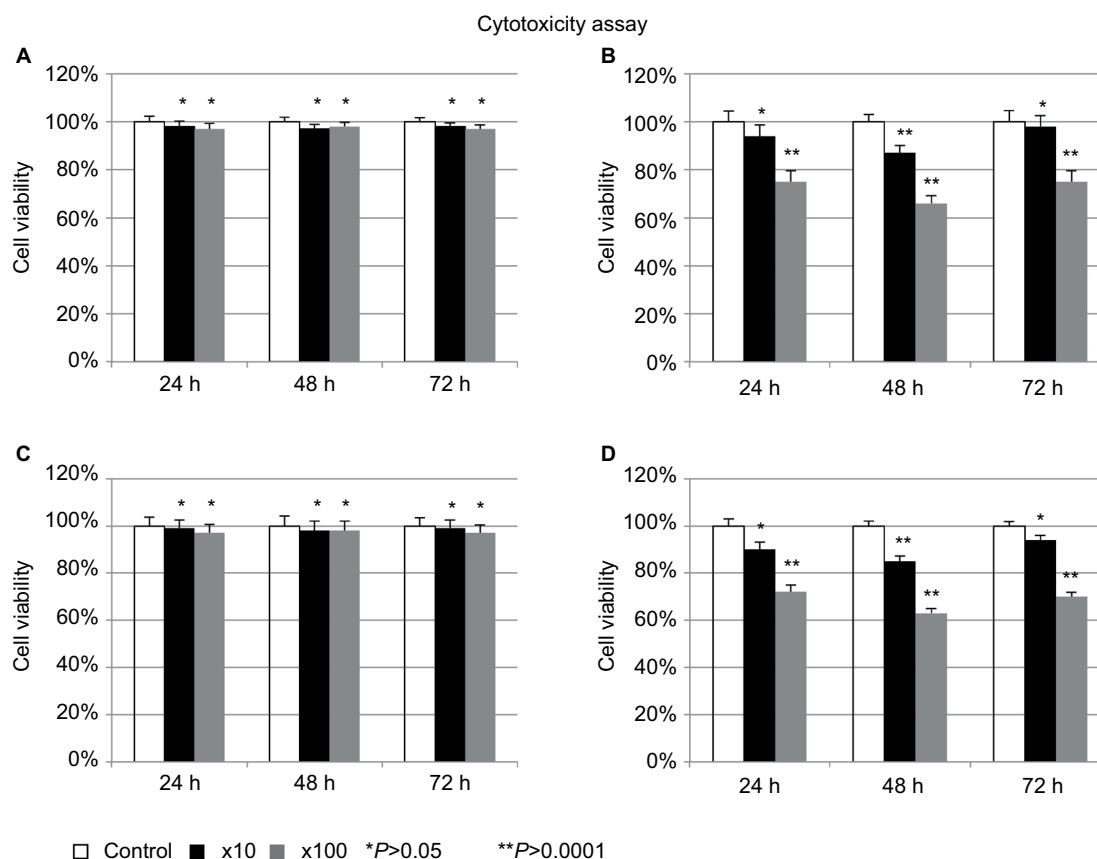 Cytotoxicity assay
A
120%
100%
80%
60%
40%
20%
0%
Cell viability
* * * * * *
24 h 48 h 72 h
B
120%
100%
80%
60%
40%
20%
0%
Cell viability
* ** ** ** * **
24 h 48 h 72 h
C
120%
100%
80%
60%
40%
20%
0%
Cell viability
* * * * * *
24 h 48 h 72 h
D
120%
100%
80%
60%
40%
20%
0%
Cell viability
* ** ** ** * **
24 h 48 h 72 h
Control x10 x100 *P>0.05 **P>0.0001